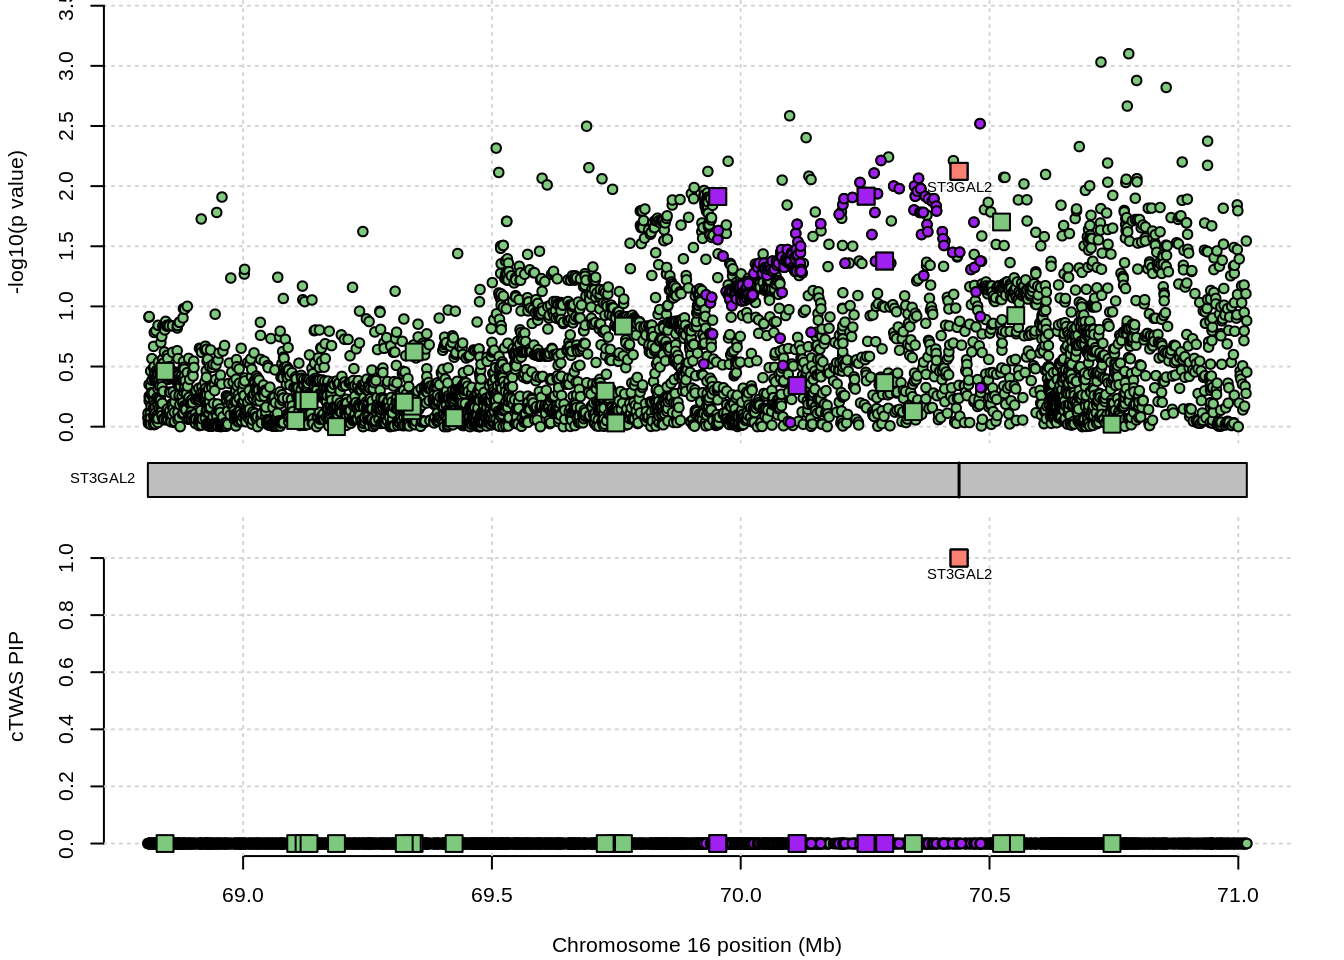 -log10(p value)
3.5
3.0
2.5
2.0
1.5
1.0
0.5
0.0
ST3GAL2
ST3GAL2
cTWAS PIP
1.0
0.8
0.6
0.4
0.2
0.0
ST3GAL2
69.0 69.5 70.0 70.5 71.0
Chromosome 16 position (Mb)